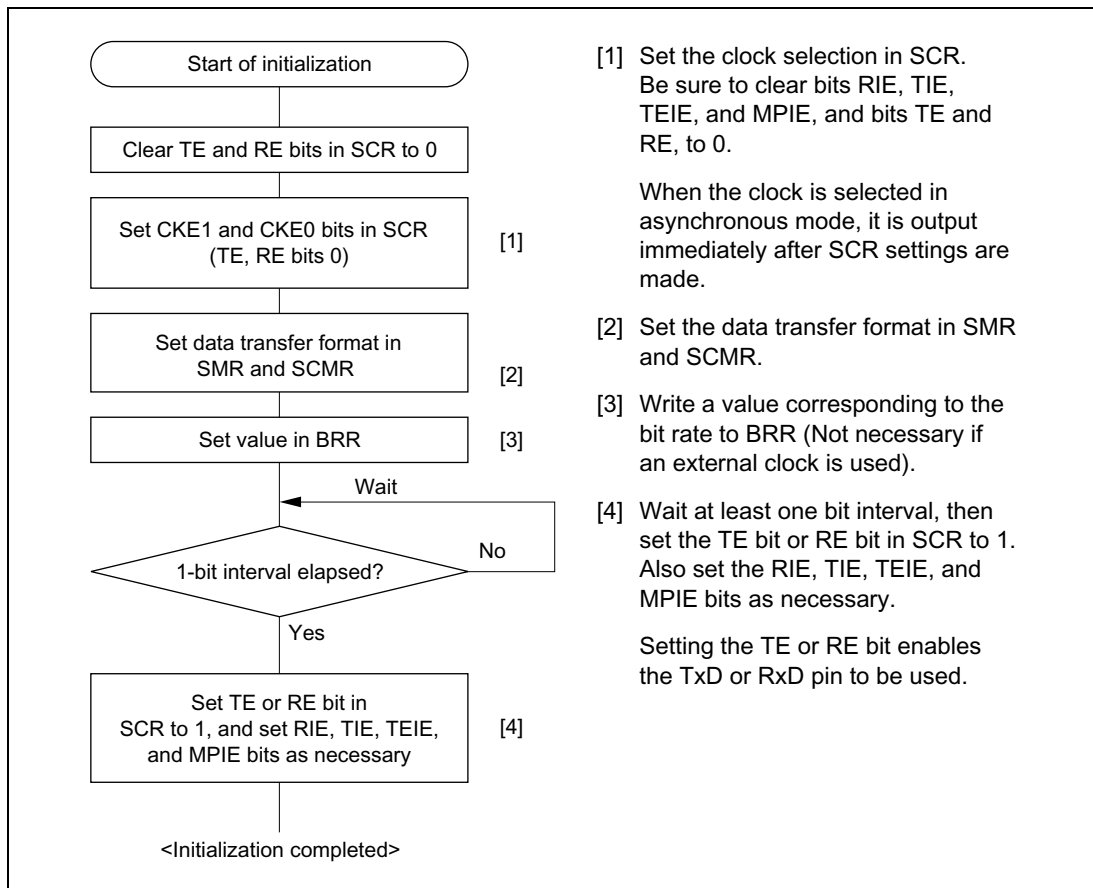 Start of initialization
Clear TE and RE bits in SCR to 0
Set CKE1 and CKE0 bits in SCR
(TE, RE bits 0)
[1]
Set data transfer format in
SMR and SCMR
[2]
Set value in BRR
[3]
Wait
1-bit interval elapsed?
No
Yes
Set TE or RE bit in
SCR to 1, and set RIE, TIE, TEIE,
and MPIE bits as necessary
[4]
<Initialization completed>
[1] Set the clock selection in SCR.
Be sure to clear bits RIE, TIE,
TEIE, and MPIE, and bits TE and
RE, to 0.
When the clock is selected in
asynchronous mode, it is output
immediately after SCR settings are
made.
[2] Set the data transfer format in SMR
and SCMR.
[3] Write a value corresponding to the
bit rate to BRR (Not necessary if
an external clock is used).
[4] Wait at least one bit interval, then
set the TE bit or RE bit in SCR to 1.
Also set the RIE, TIE, TEIE, and
MPIE bits as necessary.
Setting the TE or RE bit enables
the TxD or RxD pin to be used.